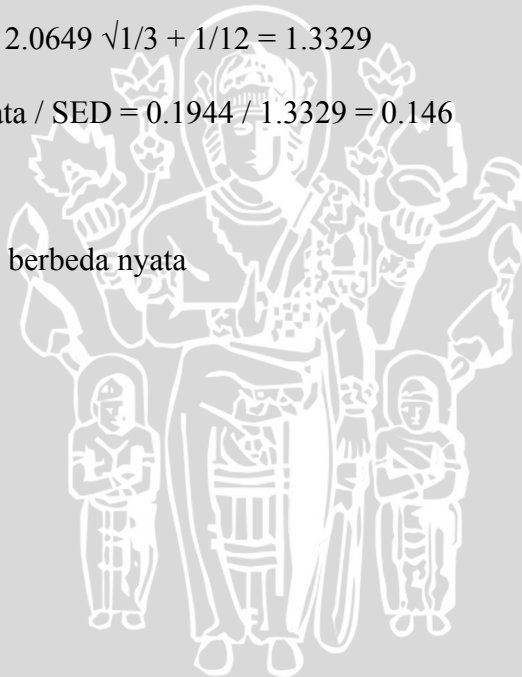 2.0649 √1/3 + 1/12 = 1.3329
ata / SED = 0.1944 / 1.3329 = 0.146
berbeda nyata